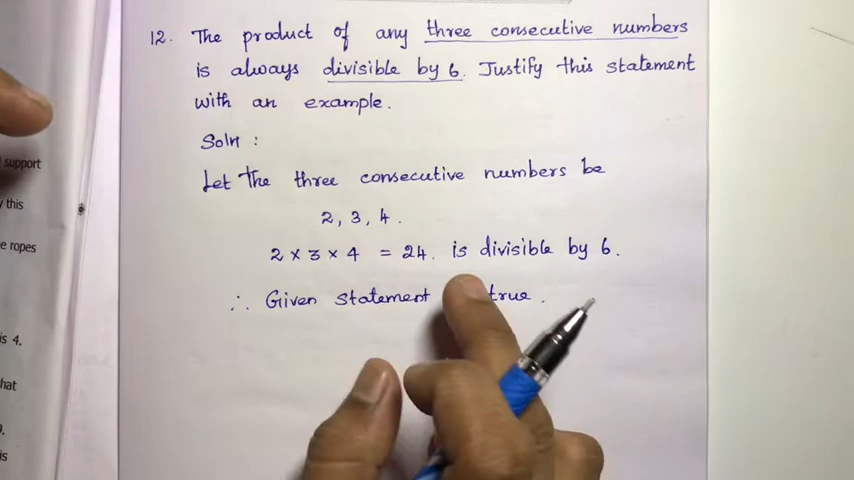 12. The product of any three consecutive numbers
is always divisible by 6. Justify this statement
with an example.
Soln :
Let The three consecutive numbers be
2, 3, 4.
2 × 3 × 4 = 24. is divisible by 6.
∴ Given Statement true.
support
this
e ropes
is 4.
hat
is